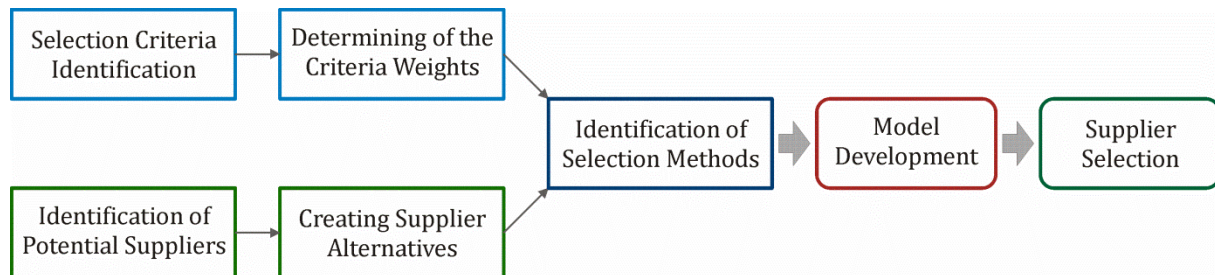 Selection Criteria
Identification
Determining of the
Criteria Weights
Identification of
Selection Methods
Model
Development
Supplier
Selection
Identification of
Potential Suppliers
Creating Supplier
Alternatives